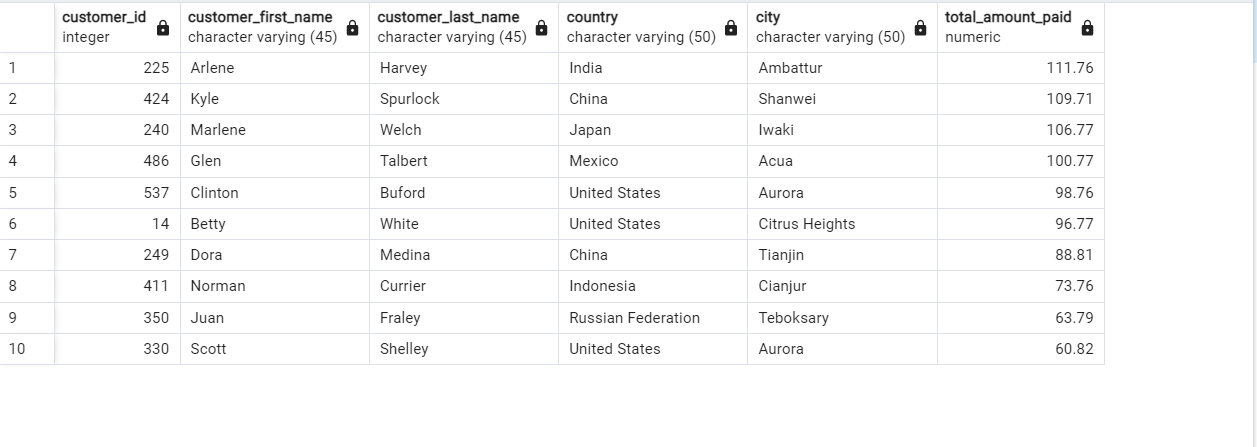 customer_id customer_first_name customer_last_name country city total_amount_paid
integer character varying (45) character varying (45) character varying (50) character varying (50) numeric
1 225 Arlene Harvey India Ambattur 111.76
2 424 Kyle Spurlock China Shanwei 109.71
3 240 Marlene Welch Japan Iwaki 106.77
4 486 Glen Talbert Mexico Acua 100.77
5 537 Clinton Buford United States Aurora 98.76
6 14 Betty White United States Citrus Heights 96.77
7 249 Dora Medina China Tianjin 88.81
8 411 Norman Currier Indonesia Cianjur 73.76
9 350 Juan Fraley Russian Federation Teboksary 63.79
10 330 Scott Shelley United States Aurora 60.82